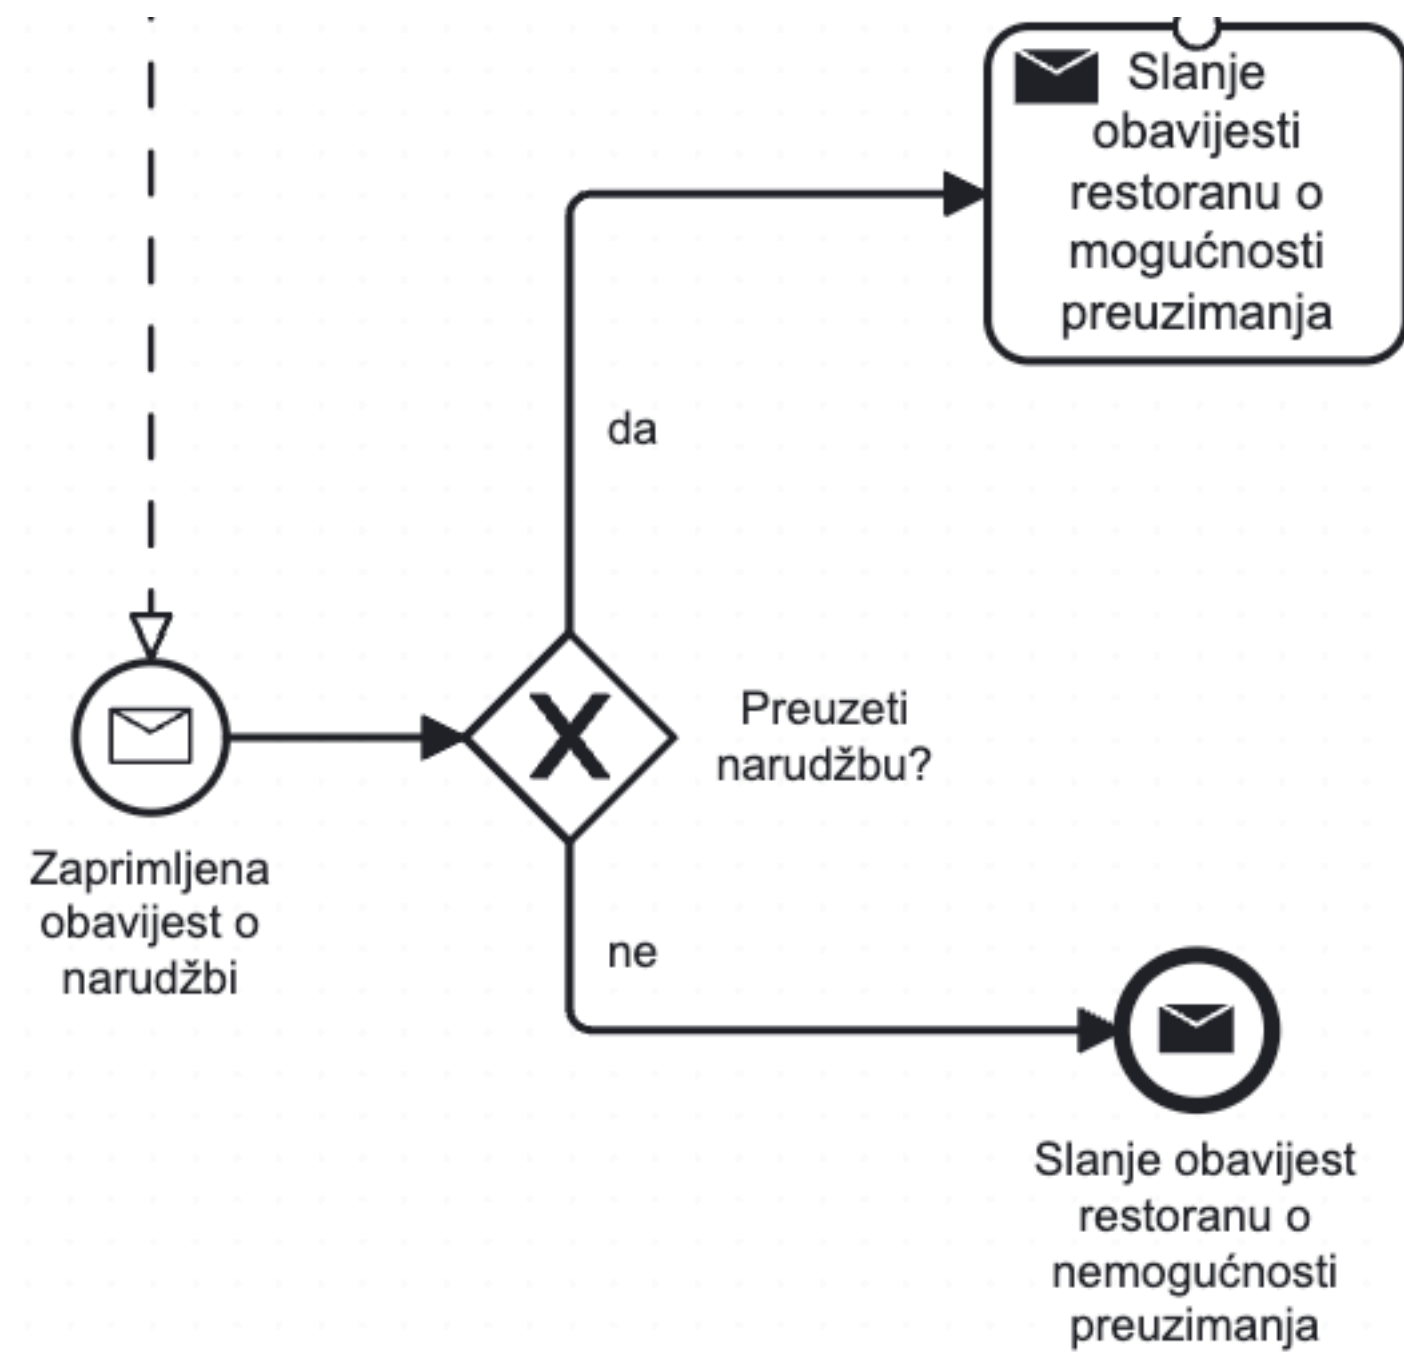 Slanje
obavijesti
restoranu o
mogućnosti
preuzimanja
da
Preuzeti
narudžbu?
Zaprimljena
obavijest o
narudžbi
ne
Slanje obavijest
restoranu o
nemogućnosti
preuzimanja